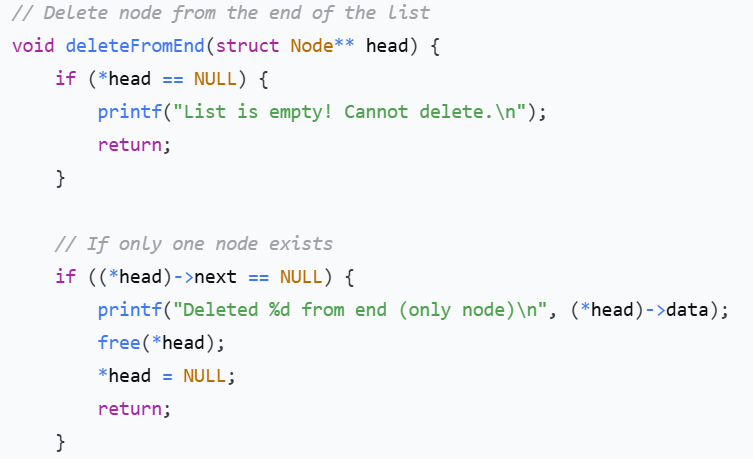 // Delete node from the end of the list
void deleteFromEnd(struct Node** head) {
    if (*head == NULL) {
        printf("List is empty! Cannot delete.\n");
        return;
    }

    // If only one node exists
    if ((*head)->next == NULL) {
        printf("Deleted %d from end (only node)\n", (*head)->data);
        free(*head);
        *head = NULL;
        return;
    }